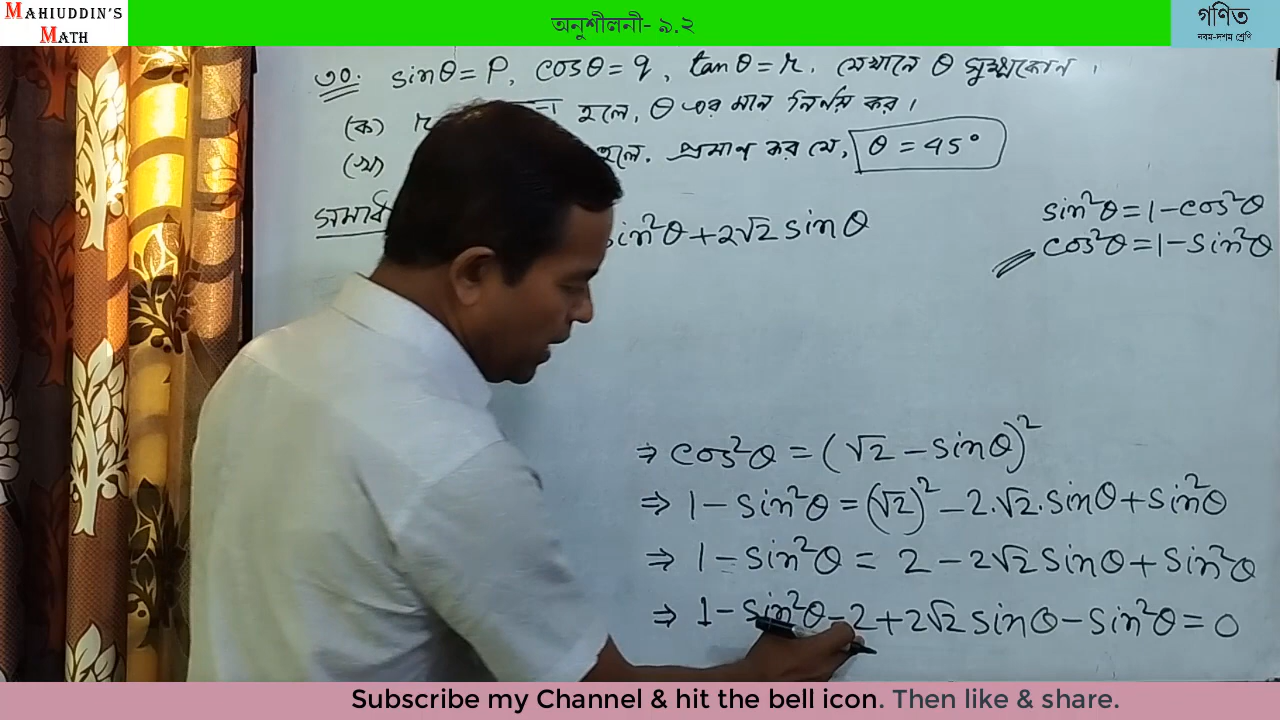 MAHIUDDIN'S
MATH
অনুশীলনী- ৯.২
গণিত
নবম-দশম শ্রেণি
৩০. sinθ = P, cosθ = q, tanθ = r. যেখানে θ সূক্ষ্মকোন।
(ক) r হলে, θ এর মান নির্ণয় কর।
(খ) হলে. প্রমাণ কর যে, θ = 45°
সমাধ
sin²θ + 2√2 sinθ
sin²θ = 1 - cos²θ
cos²θ = 1 - sin²θ
⇒ cos²θ = (√2 - sinθ)²
⇒ 1 - sin²θ = (√2)² - 2.√2.sinθ + sin²θ
⇒ 1 - sin²θ = 2 - 2√2 sinθ + sin²θ
⇒ 1 - sin²θ - 2 + 2√2 sinθ - sin²θ = 0
Subscribe my Channel & hit the bell icon. Then like & share.